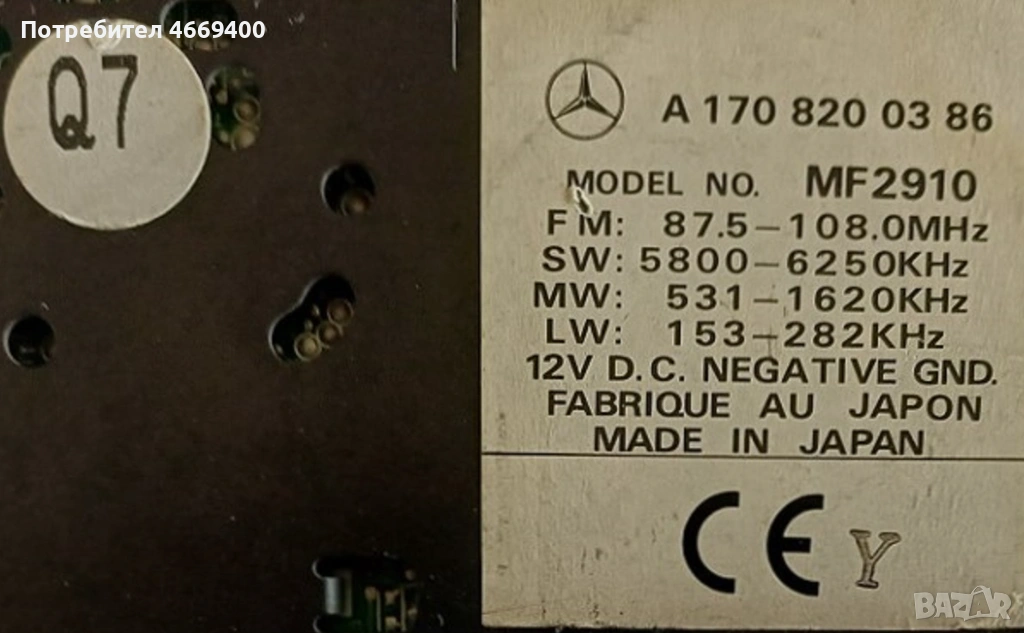 Потребител 4669400
Q7
A 170 820 03 86
MODEL NO. MF2910
FM: 87.5-108.0MHz
SW: 5800-6250KHz
MW: 531-1620KHz
LW: 153-282KHz
12V D.C. NEGATIVE GND.
FABRIQUE AU JAPON
MADE IN JAPAN
CE Y
BAZAR